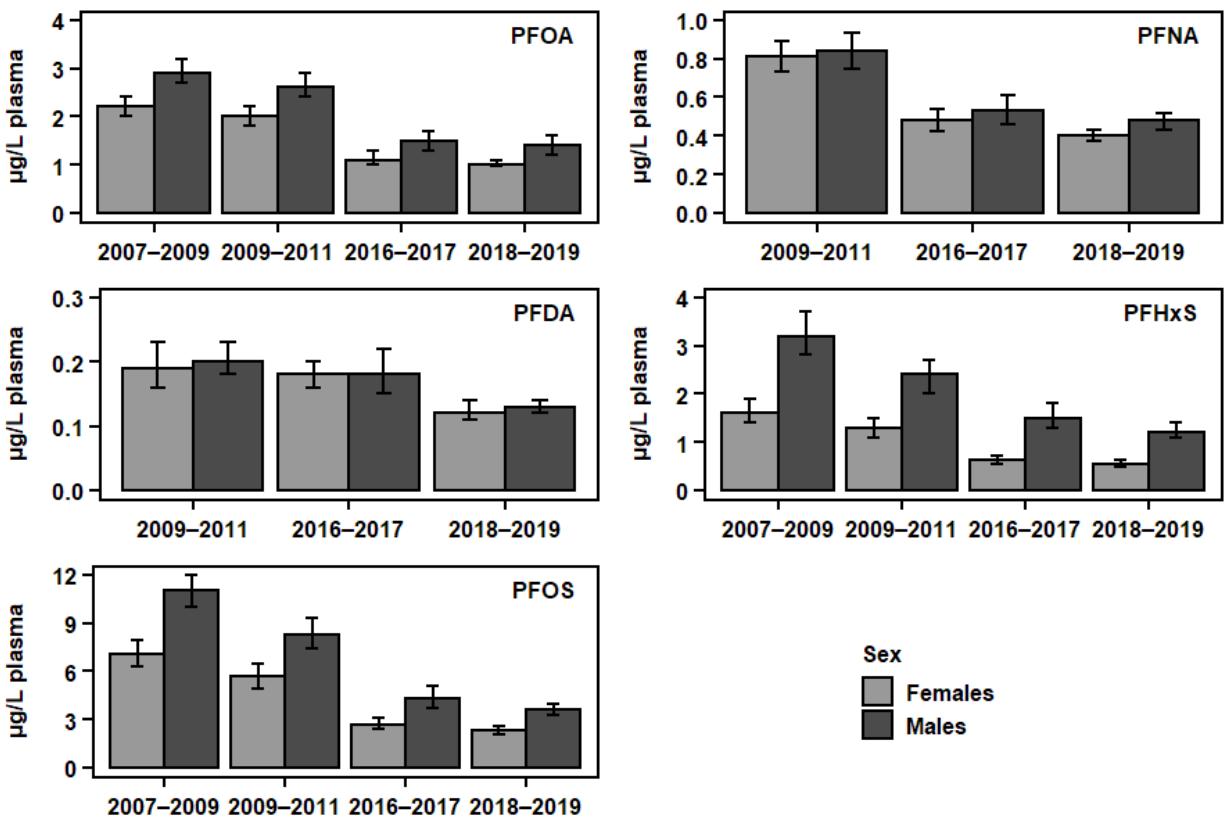 PFOA
µg/L plasma
4
3
2
1
0
2007–2009 2009–2011 2016–2017 2018–2019
PFNA
µg/L plasma
1.0
0.8
0.6
0.4
0.2
0.0
2009–2011 2016–2017 2018–2019
PFDA
µg/L plasma
0.3
0.2
0.1
0.0
2009–2011 2016–2017 2018–2019
PFHxS
µg/L plasma
4
3
2
1
0
2007–2009 2009–2011 2016–2017 2018–2019
PFOS
µg/L plasma
12
9
6
3
0
2007–2009 2009–2011 2016–2017 2018–2019
Sex
Females
Males